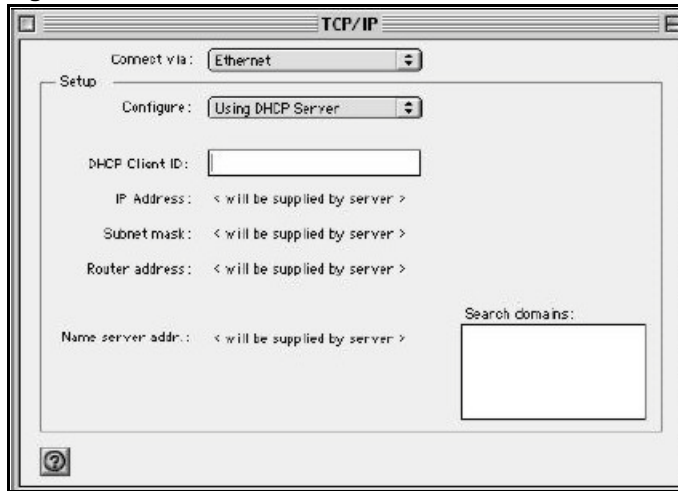 TCP/IP
Connect via: Ethernet
Setup
Configure: Using DHCP Server
DHCP Client ID:
IP Address: < will be supplied by server >
Subnet mask: < will be supplied by server >
Router address: < will be supplied by server >
Search domains:
Name server addr.: < will be supplied by server >
?